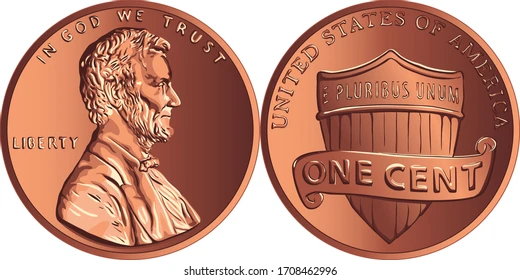 IN GOD WE TRUST
LIBERTY
UNITED STATES OF AMERICA
E PLURIBUS UNUM
ONE CENT
shutterstock.com · 1708462996